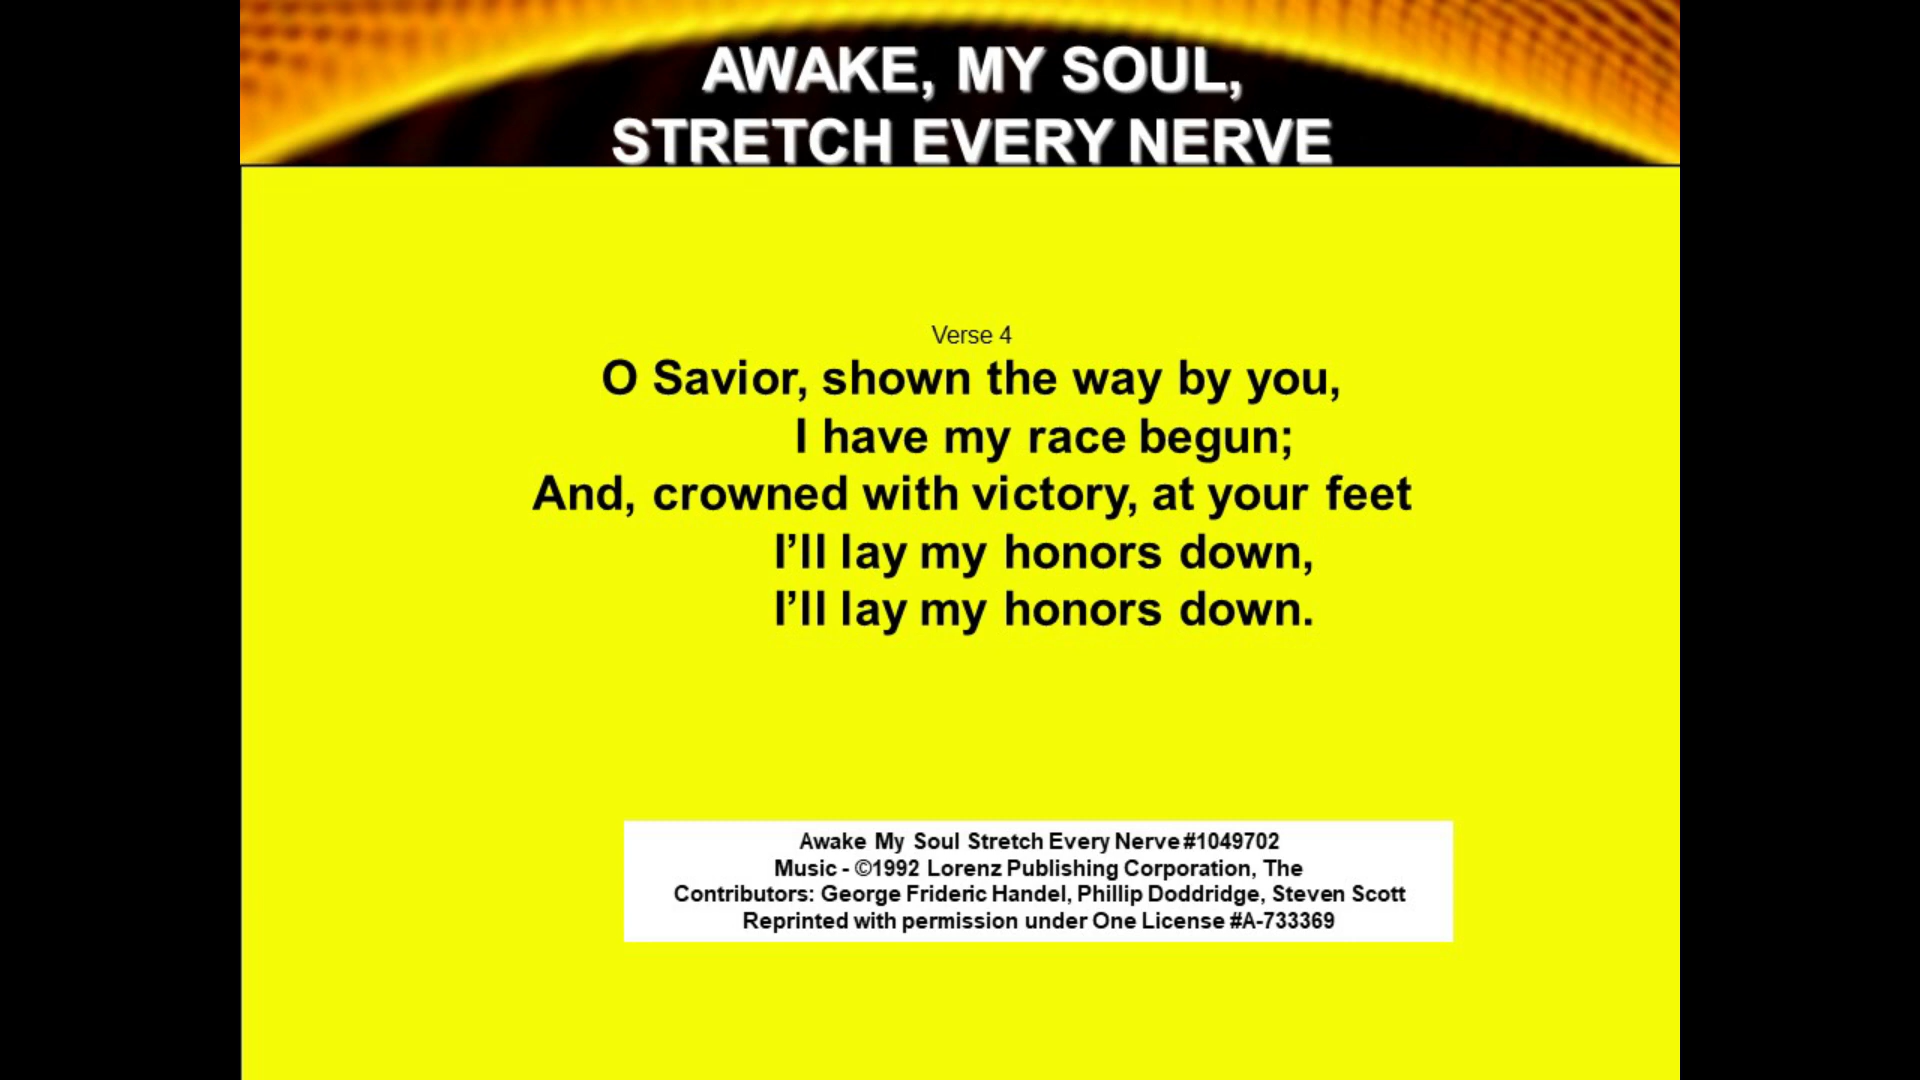 AWAKE, MY SOUL,
STRETCH EVERY NERVE
Verse 4
O Savior, shown the way by you,
I have my race begun;
And, crowned with victory, at your feet
I’ll lay my honors down,
I’ll lay my honors down.
Awake My Soul Stretch Every Nerve #1049702
Music - ©1992 Lorenz Publishing Corporation, The
Contributors: George Frideric Handel, Phillip Doddridge, Steven Scott
Reprinted with permission under One License #A-733369